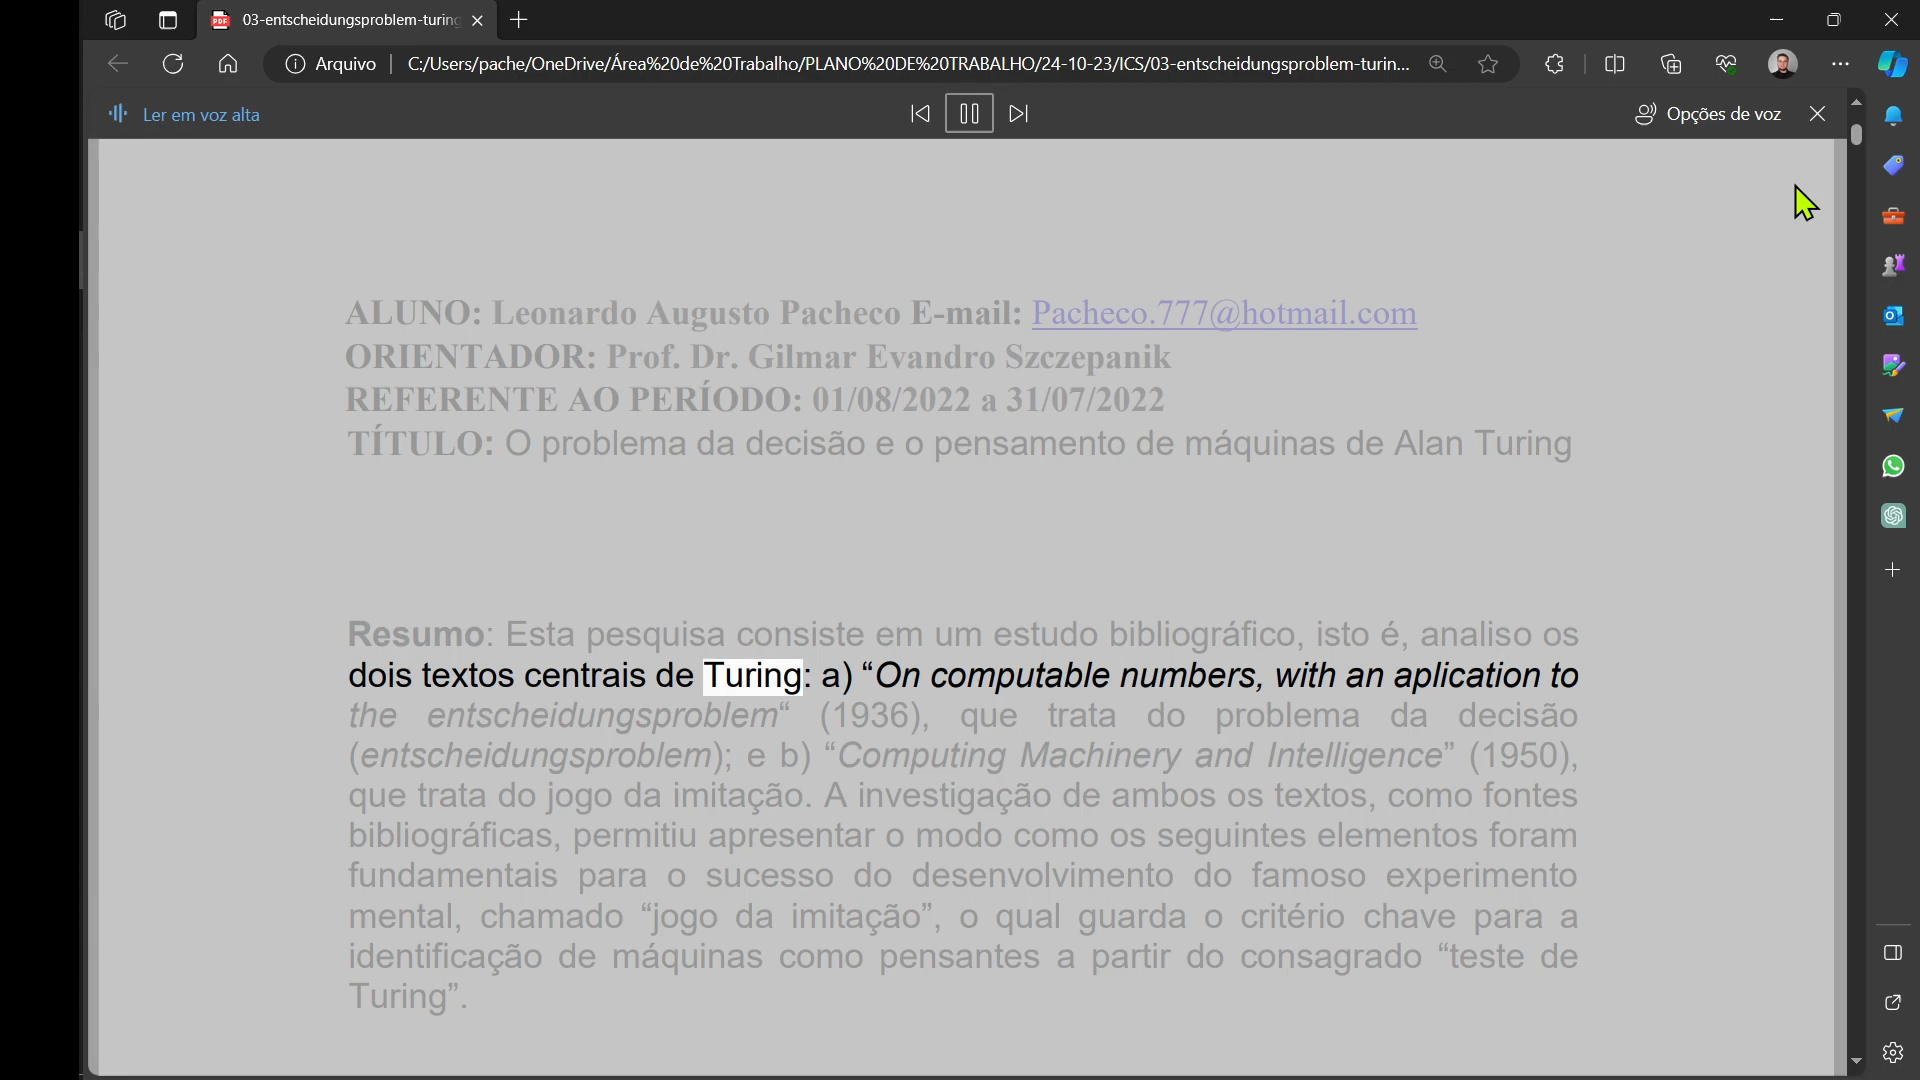 03-entscheidungsproblem-turing
Arquivo
C:/Users/pache/OneDrive/Área%20de%20Trabalho/PLANO%20DE%20TRABALHO/24-10-23/ICS/03-entscheidungsproblem-turin...
Ler em voz alta
Opções de voz
ALUNO: Leonardo Augusto Pacheco E-mail: Pacheco.777@hotmail.com
ORIENTADOR: Prof. Dr. Gilmar Evandro Szczepanik
REFERENTE AO PERÍODO: 01/08/2022 a 31/07/2022
TÍTULO: O problema da decisão e o pensamento de máquinas de Alan Turing
Resumo: Esta pesquisa consiste em um estudo bibliográfico, isto é, analiso os
dois textos centrais de Turing: a) “On computable numbers, with an aplication to
the entscheidungsproblem“ (1936), que trata do problema da decisão
(entscheidungsproblem); e b) “Computing Machinery and Intelligence” (1950),
que trata do jogo da imitação. A investigação de ambos os textos, como fontes
bibliográficas, permitiu apresentar o modo como os seguintes elementos foram
fundamentais para o sucesso do desenvolvimento do famoso experimento
mental, chamado “jogo da imitação”, o qual guarda o critério chave para a
identificação de máquinas como pensantes a partir do consagrado “teste de
Turing”.